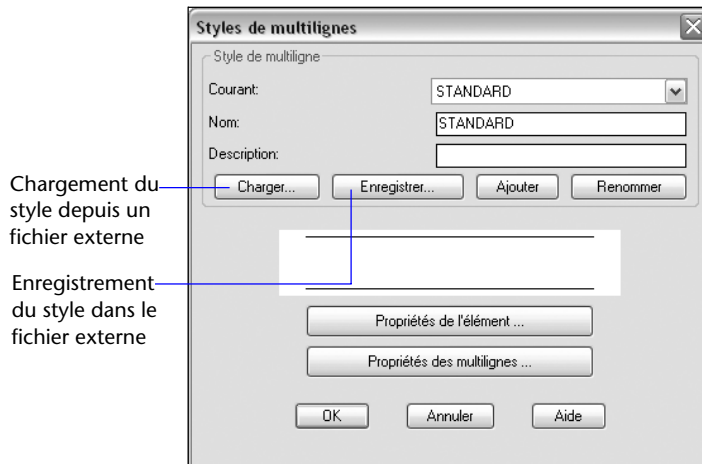 Styles de multilignes
Style de multiligne
Courant:
STANDARD
Nom:
STANDARD
Description:
Charger... Enregistrer... Ajouter Renommer
Chargement du
style depuis un
fichier externe
Enregistrement
du style dans le
fichier externe
Propriétés de l'élément ...
Propriétés des multilignes ...
OK Annuler Aide